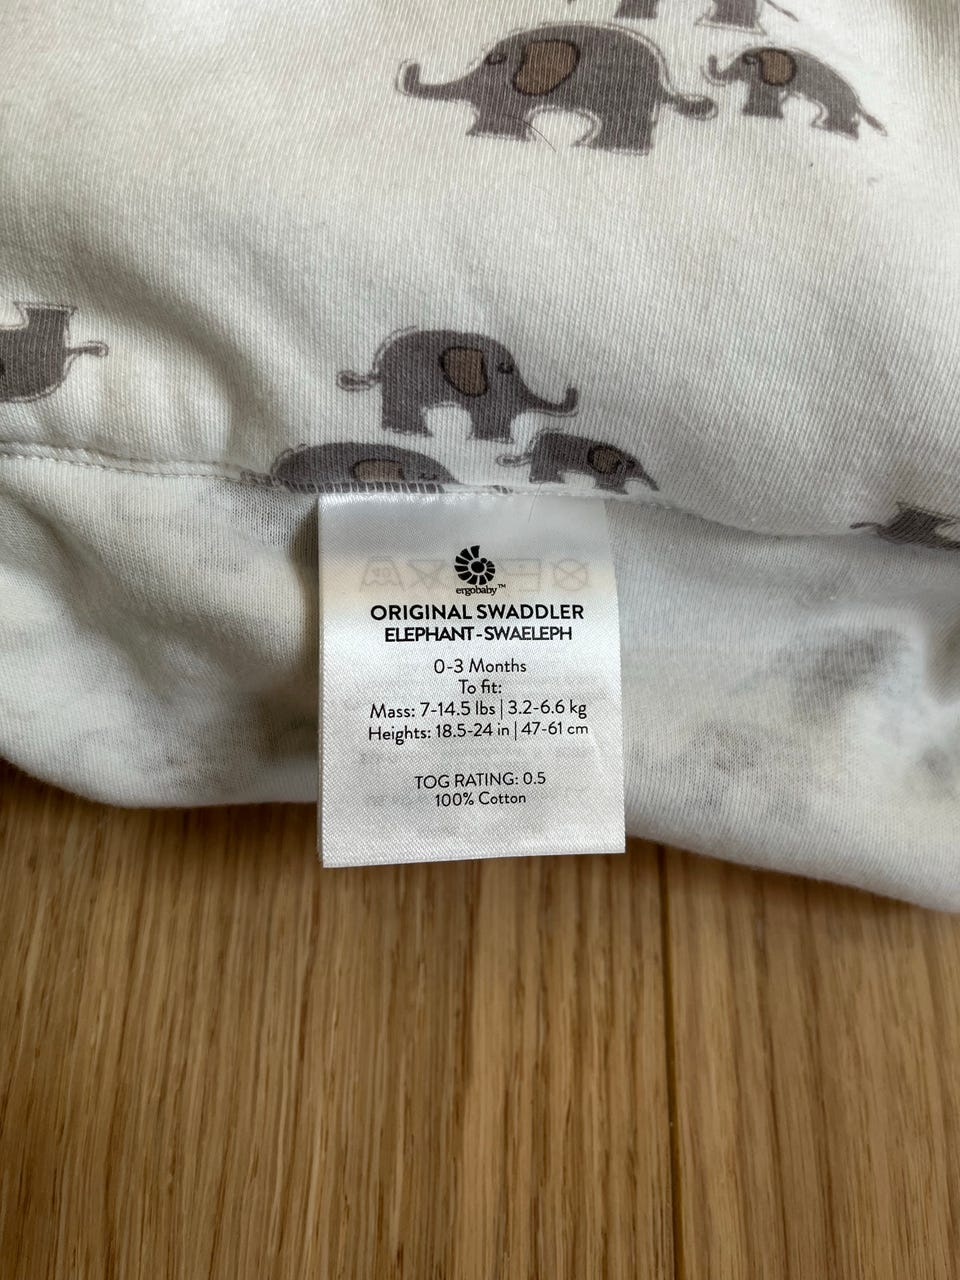 ergobaby™
ORIGINAL SWADDLER
ELEPHANT - SWAELEPH
0-3 Months
To fit:
Mass: 7-14.5 lbs | 3.2-6.6 kg
Heights: 18.5-24 in | 47-61 cm
TOG RATING: 0.5
100% Cotton